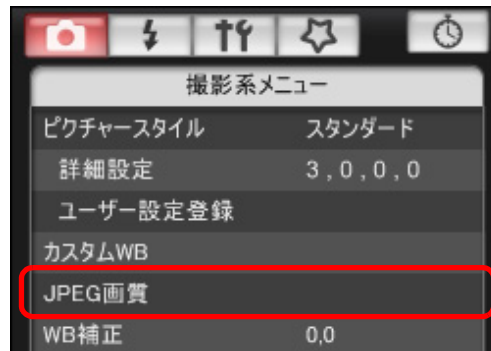 撮影系メニュー
ピクチャースタイル スタンダード
詳細設定 3 , 0 , 0 , 0
ユーザー設定登録
カスタムWB
JPEG画質
WB補正 0,0